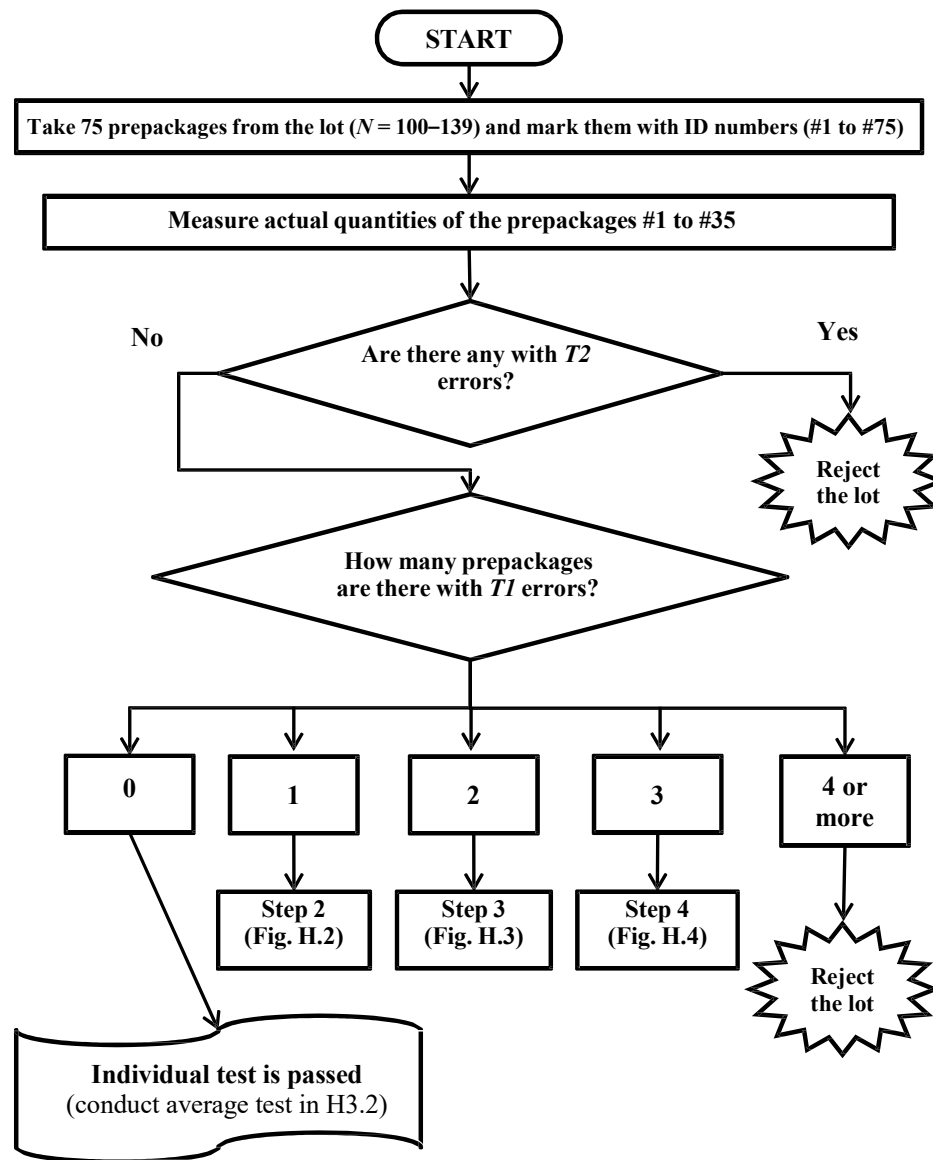 START
Take 75 prepackages from the lot (N = 100–139) and mark them with ID numbers (#1 to #75)
Measure actual quantities of the prepackages #1 to #35
No
Yes
Are there any with T2
errors?
Reject
the lot
How many prepackages
are there with T1 errors?
0
1
2
3
4 or
more
Step 2
(Fig. H.2)
Step 3
(Fig. H.3)
Step 4
(Fig. H.4)
Reject
the lot
Individual test is passed
(conduct average test in H3.2)